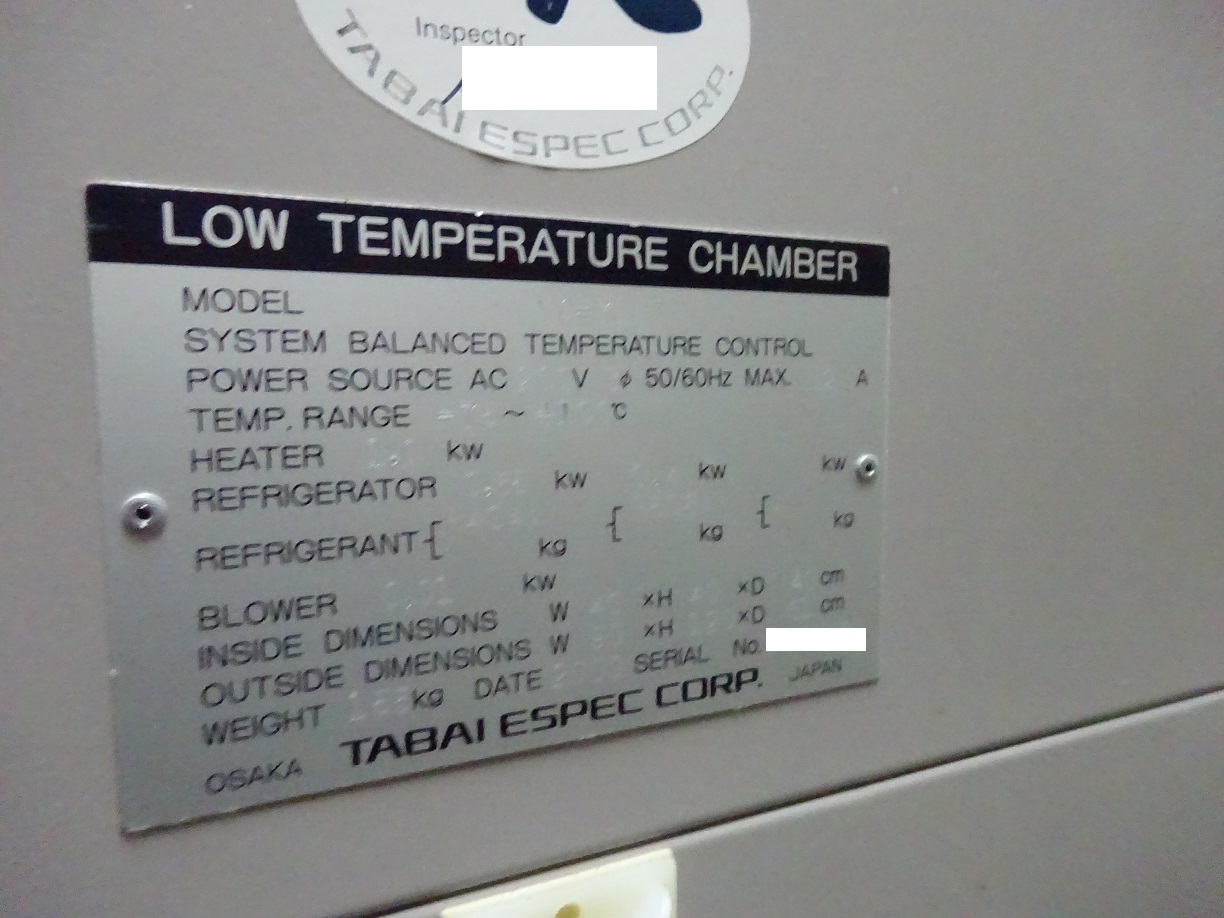 Inspector
TABAI ESPEC CORP.
LOW TEMPERATURE CHAMBER
MODEL
SYSTEM BALANCED TEMPERATURE CONTROL
POWER SOURCE AC V φ 50/60Hz MAX. A
TEMP. RANGE ~ °C
HEATER kw
REFRIGERATOR kw kw kw
REFRIGERANT { kg { kg { kg
BLOWER kw
INSIDE DIMENSIONS W ×H ×D cm
OUTSIDE DIMENSIONS W ×H ×D cm
WEIGHT kg DATE SERIAL No.
OSAKA TABAI ESPEC CORP. JAPAN